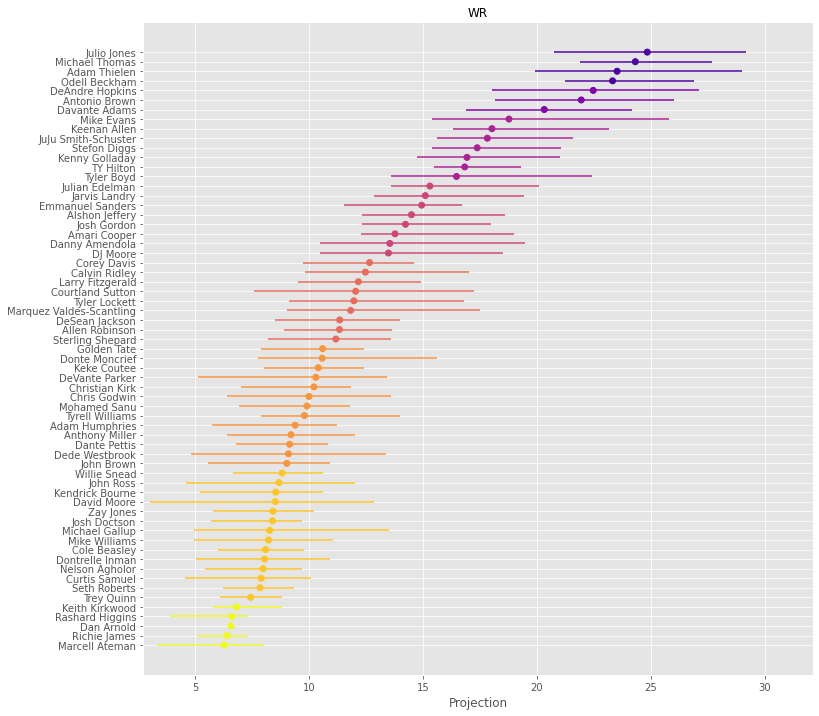 WR
Julio Jones
Michael Thomas
Adam Thielen
Odell Beckham
DeAndre Hopkins
Antonio Brown
Davante Adams
Mike Evans
Keenan Allen
JuJu Smith-Schuster
Stefon Diggs
Kenny Golladay
TY Hilton
Tyler Boyd
Julian Edelman
Jarvis Landry
Emmanuel Sanders
Alshon Jeffery
Josh Gordon
Amari Cooper
Danny Amendola
DJ Moore
Corey Davis
Calvin Ridley
Larry Fitzgerald
Courtland Sutton
Tyler Lockett
Marquez Valdes-Scantling
DeSean Jackson
Allen Robinson
Sterling Shepard
Golden Tate
Donte Moncrief
Keke Coutee
DeVante Parker
Christian Kirk
Chris Godwin
Mohamed Sanu
Tyrell Williams
Adam Humphries
Anthony Miller
Dante Pettis
Dede Westbrook
John Brown
Willie Snead
John Ross
Kendrick Bourne
David Moore
Zay Jones
Josh Doctson
Michael Gallup
Mike Williams
Cole Beasley
Dontrelle Inman
Nelson Agholor
Curtis Samuel
Seth Roberts
Trey Quinn
Keith Kirkwood
Rashard Higgins
Dan Arnold
Richie James
Marcell Ateman
5 10 15 20 25 30
Projection